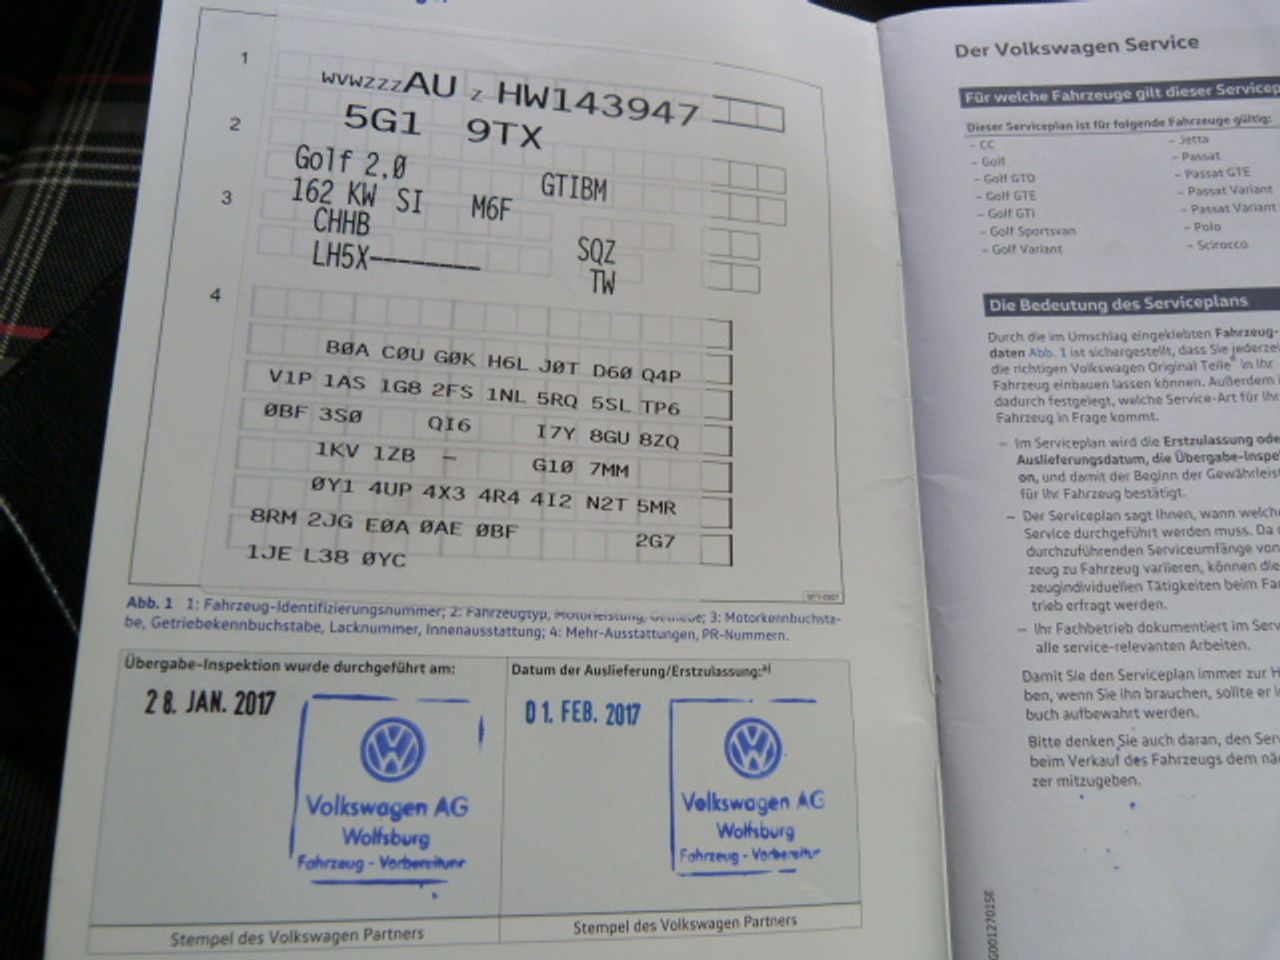 1
WVWZZZAU Z HW143947
2
5G1 9TX
Golf 2.0 GTIBM
3
162 KW SI M6F
CHHB SQZ
LH5X--------- TW
4
B0A C0U G0K H6L J0T D60 Q4P
V1P 1AS 1G8 2FS 1NL 5RQ 5SL TP6
0BF 3S0 QI6 I7Y 8GU 8ZQ
1KV 1ZB – G10 7MM
0Y1 4UP 4X3 4R4 4I2 N2T 5MR
8RM 2JG E0A 0AE 0BF 2G7
1JE L38 0YC
Abb. 1 1: Fahrzeug-Identifizierungsnummer; 2: Fahrzeugtyp, Motorleistung, Getriebe; 3: Motorkennbuchsta-
be, Getriebekennbuchstabe, Lacknummer, Innenausstattung; 4: Mehr-Ausstattungen, PR-Nummern.
Übergabe-Inspektion wurde durchgeführt am:
28. JAN. 2017
Volkswagen AG
Wolfsburg
Fahrzeug - Vorbereitung
Stempel des Volkswagen Partners
Datum der Auslieferung/Erstzulassung:a)
01. FEB. 2017
Volkswagen AG
Wolfsburg
Fahrzeug - Vorbereitur
Stempel des Volkswagen Partners
Der Volkswagen Service
Für welche Fahrzeuge gilt dieser Servicep
Dieser Serviceplan ist für folgende Fahrzeuge gültig:
– CC
– Golf
– Golf GTD
– Golf GTE
– Golf GTI
– Golf Sportsvan
– Golf Variant
– Jetta
– Passat
– Passat GTE
– Passat Variant
– Passat Variant
– Polo
– Scirocco
Die Bedeutung des Serviceplans
Durch die im Umschlag eingeklebten Fahrzeug-
daten Abb. 1 ist sichergestellt, dass Sie jederzei
die richtigen Volkswagen Original Teile® in Ihr
Fahrzeug einbauen lassen können. Außerdem
dadurch festgelegt, welche Service-Art für Ihr
Fahrzeug in Frage kommt.
– Im Serviceplan wird die Erstzulassung ode
Auslieferungsdatum, die Übergabe-Inspe
on, und damit der Beginn der Gewährleis
für Ihr Fahrzeug bestätigt.
– Der Serviceplan sagt Ihnen, wann welche
Service durchgeführt werden muss. Da
durchzuführenden Serviceumfänge von
zeug zu Fahrzeug variieren, können die
zeugindividuellen Tätigkeiten beim Fa
trieb erfragt werden.
– Ihr Fachbetrieb dokumentiert im Serv
alle service-relevanten Arbeiten.
Damit Sie den Serviceplan immer zur H
ben, wenn Sie ihn brauchen, sollte er i
buch aufbewahrt werden.
Bitte denken Sie auch daran, den Ser
beim Verkauf des Fahrzeugs dem nä
zer mitzugeben.